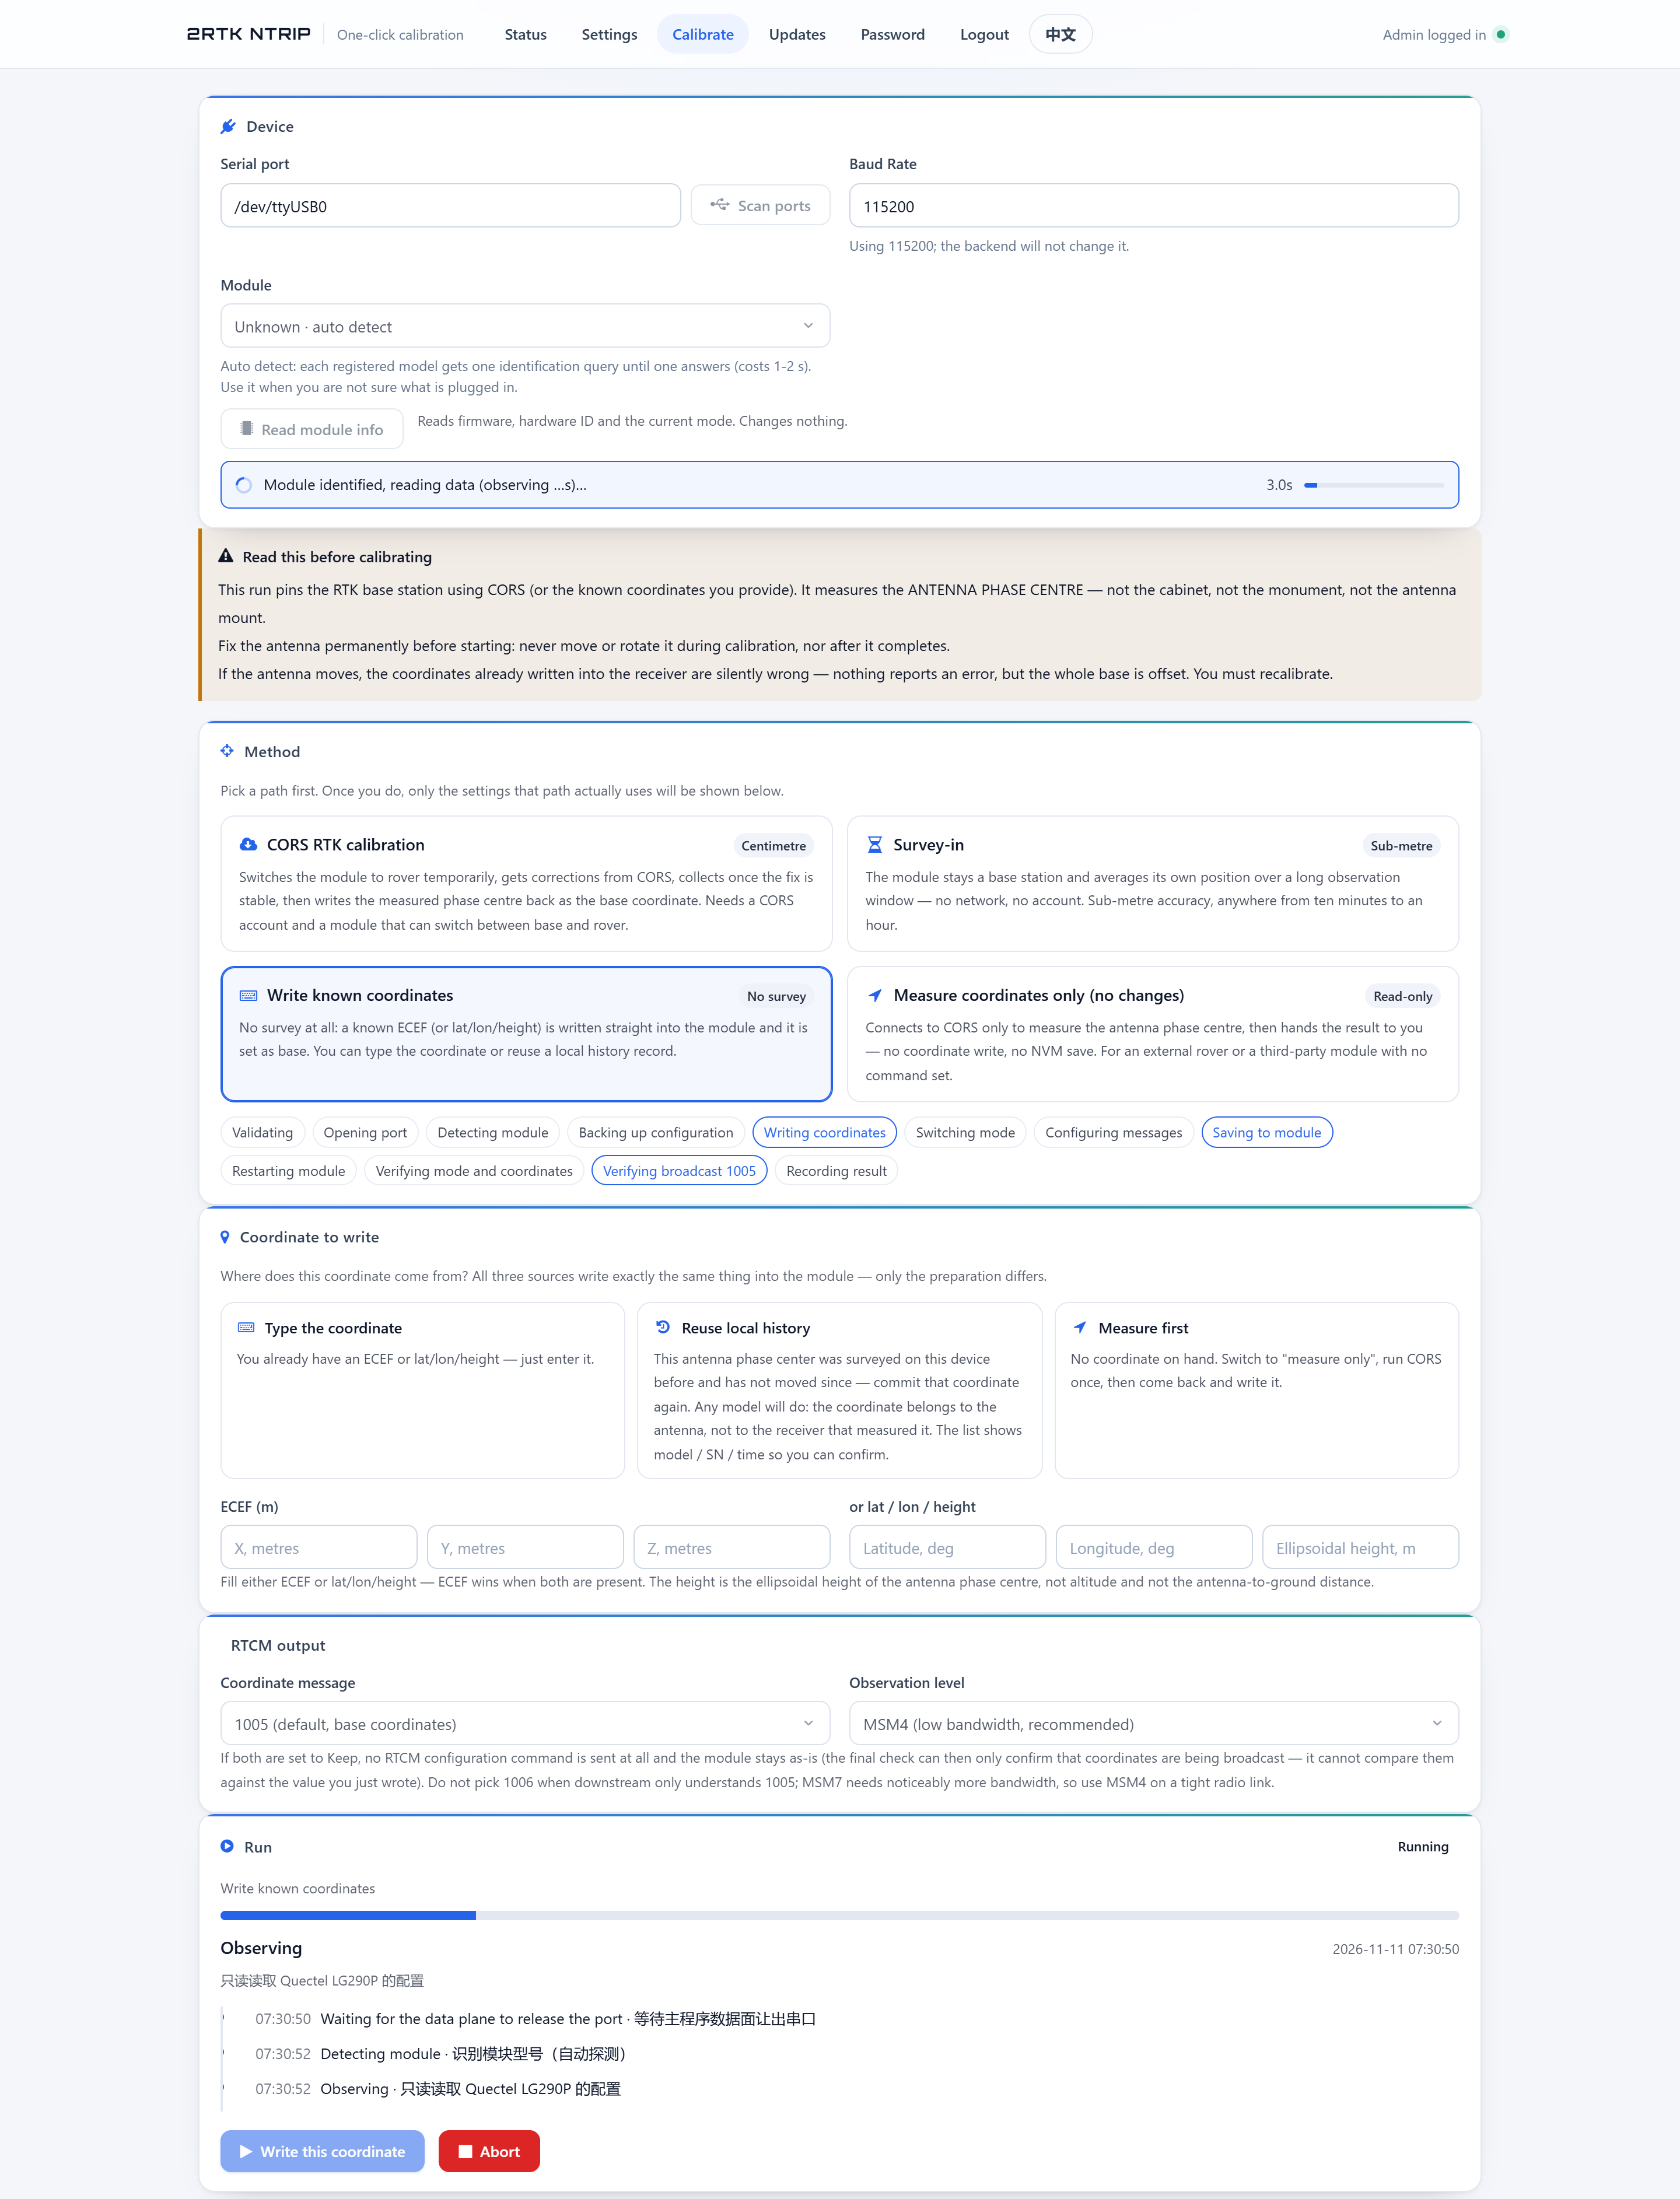 2RTK NTRIP
One-click calibration
Status
Settings
Calibrate
Updates
Password
Logout
中文
Admin logged in
Device
Serial port
Baud Rate
/dev/ttyUSB0
Scan ports
115200
Using 115200; the backend will not change it.
Module
Unknown · auto detect
Auto detect: each registered model gets one identification query until one answers (costs 1-2 s).
Use it when you are not sure what is plugged in.
Read module info
Reads firmware, hardware ID and the current mode. Changes nothing.
Module identified, reading data (observing ...s)...
3.0s
Read this before calibrating
This run pins the RTK base station using CORS (or the known coordinates you provide). It measures the ANTENNA PHASE CENTRE — not the cabinet, not the monument, not the antenna
mount.
Fix the antenna permanently before starting: never move or rotate it during calibration, nor after it completes.
If the antenna moves, the coordinates already written into the receiver are silently wrong — nothing reports an error, but the whole base is offset. You must recalibrate.
Method
Pick a path first. Once you do, only the settings that path actually uses will be shown below.
CORS RTK calibration
Centimetre
Switches the module to rover temporarily, gets corrections from CORS, collects once the fix is
stable, then writes the measured phase centre back as the base coordinate. Needs a CORS
account and a module that can switch between base and rover.
Survey-in
Sub-metre
The module stays a base station and averages its own position over a long observation
window — no network, no account. Sub-metre accuracy, anywhere from ten minutes to an
hour.
Write known coordinates
No survey
No survey at all: a known ECEF (or lat/lon/height) is written straight into the module and it is
set as base. You can type the coordinate or reuse a local history record.
Measure coordinates only (no changes)
Read-only
Connects to CORS only to measure the antenna phase centre, then hands the result to you
— no coordinate write, no NVM save. For an external rover or a third-party module with no
command set.
Validating
Opening port
Detecting module
Backing up configuration
Writing coordinates
Switching mode
Configuring messages
Saving to module
Restarting module
Verifying mode and coordinates
Verifying broadcast 1005
Recording result
Coordinate to write
Where does this coordinate come from? All three sources write exactly the same thing into the module — only the preparation differs.
Type the coordinate
You already have an ECEF or lat/lon/height — just enter it.
Reuse local history
This antenna phase center was surveyed on this device
before and has not moved since — commit that coordinate
again. Any model will do: the coordinate belongs to the
antenna, not to the receiver that measured it. The list shows
model / SN / time so you can confirm.
Measure first
No coordinate on hand. Switch to "measure only", run CORS
once, then come back and write it.
ECEF (m)
or lat / lon / height
X, metres
Y, metres
Z, metres
Latitude, deg
Longitude, deg
Ellipsoidal height, m
Fill either ECEF or lat/lon/height — ECEF wins when both are present. The height is the ellipsoidal height of the antenna phase centre, not altitude and not the antenna-to-ground distance.
RTCM output
Coordinate message
Observation level
1005 (default, base coordinates)
MSM4 (low bandwidth, recommended)
If both are set to Keep, no RTCM configuration command is sent at all and the module stays as-is (the final check can then only confirm that coordinates are being broadcast — it cannot compare them
against the value you just wrote). Do not pick 1006 when downstream only understands 1005; MSM7 needs noticeably more bandwidth, so use MSM4 on a tight radio link.
Run
Running
Write known coordinates
Observing
2026-11-11 07:30:50
只读读取 Quectel LG290P 的配置
07:30:50 Waiting for the data plane to release the port · 等待主程序数据面让出串口
07:30:52 Detecting module · 识别模块型号（自动探测）
07:30:52 Observing · 只读读取 Quectel LG290P 的配置
Write this coordinate
Abort